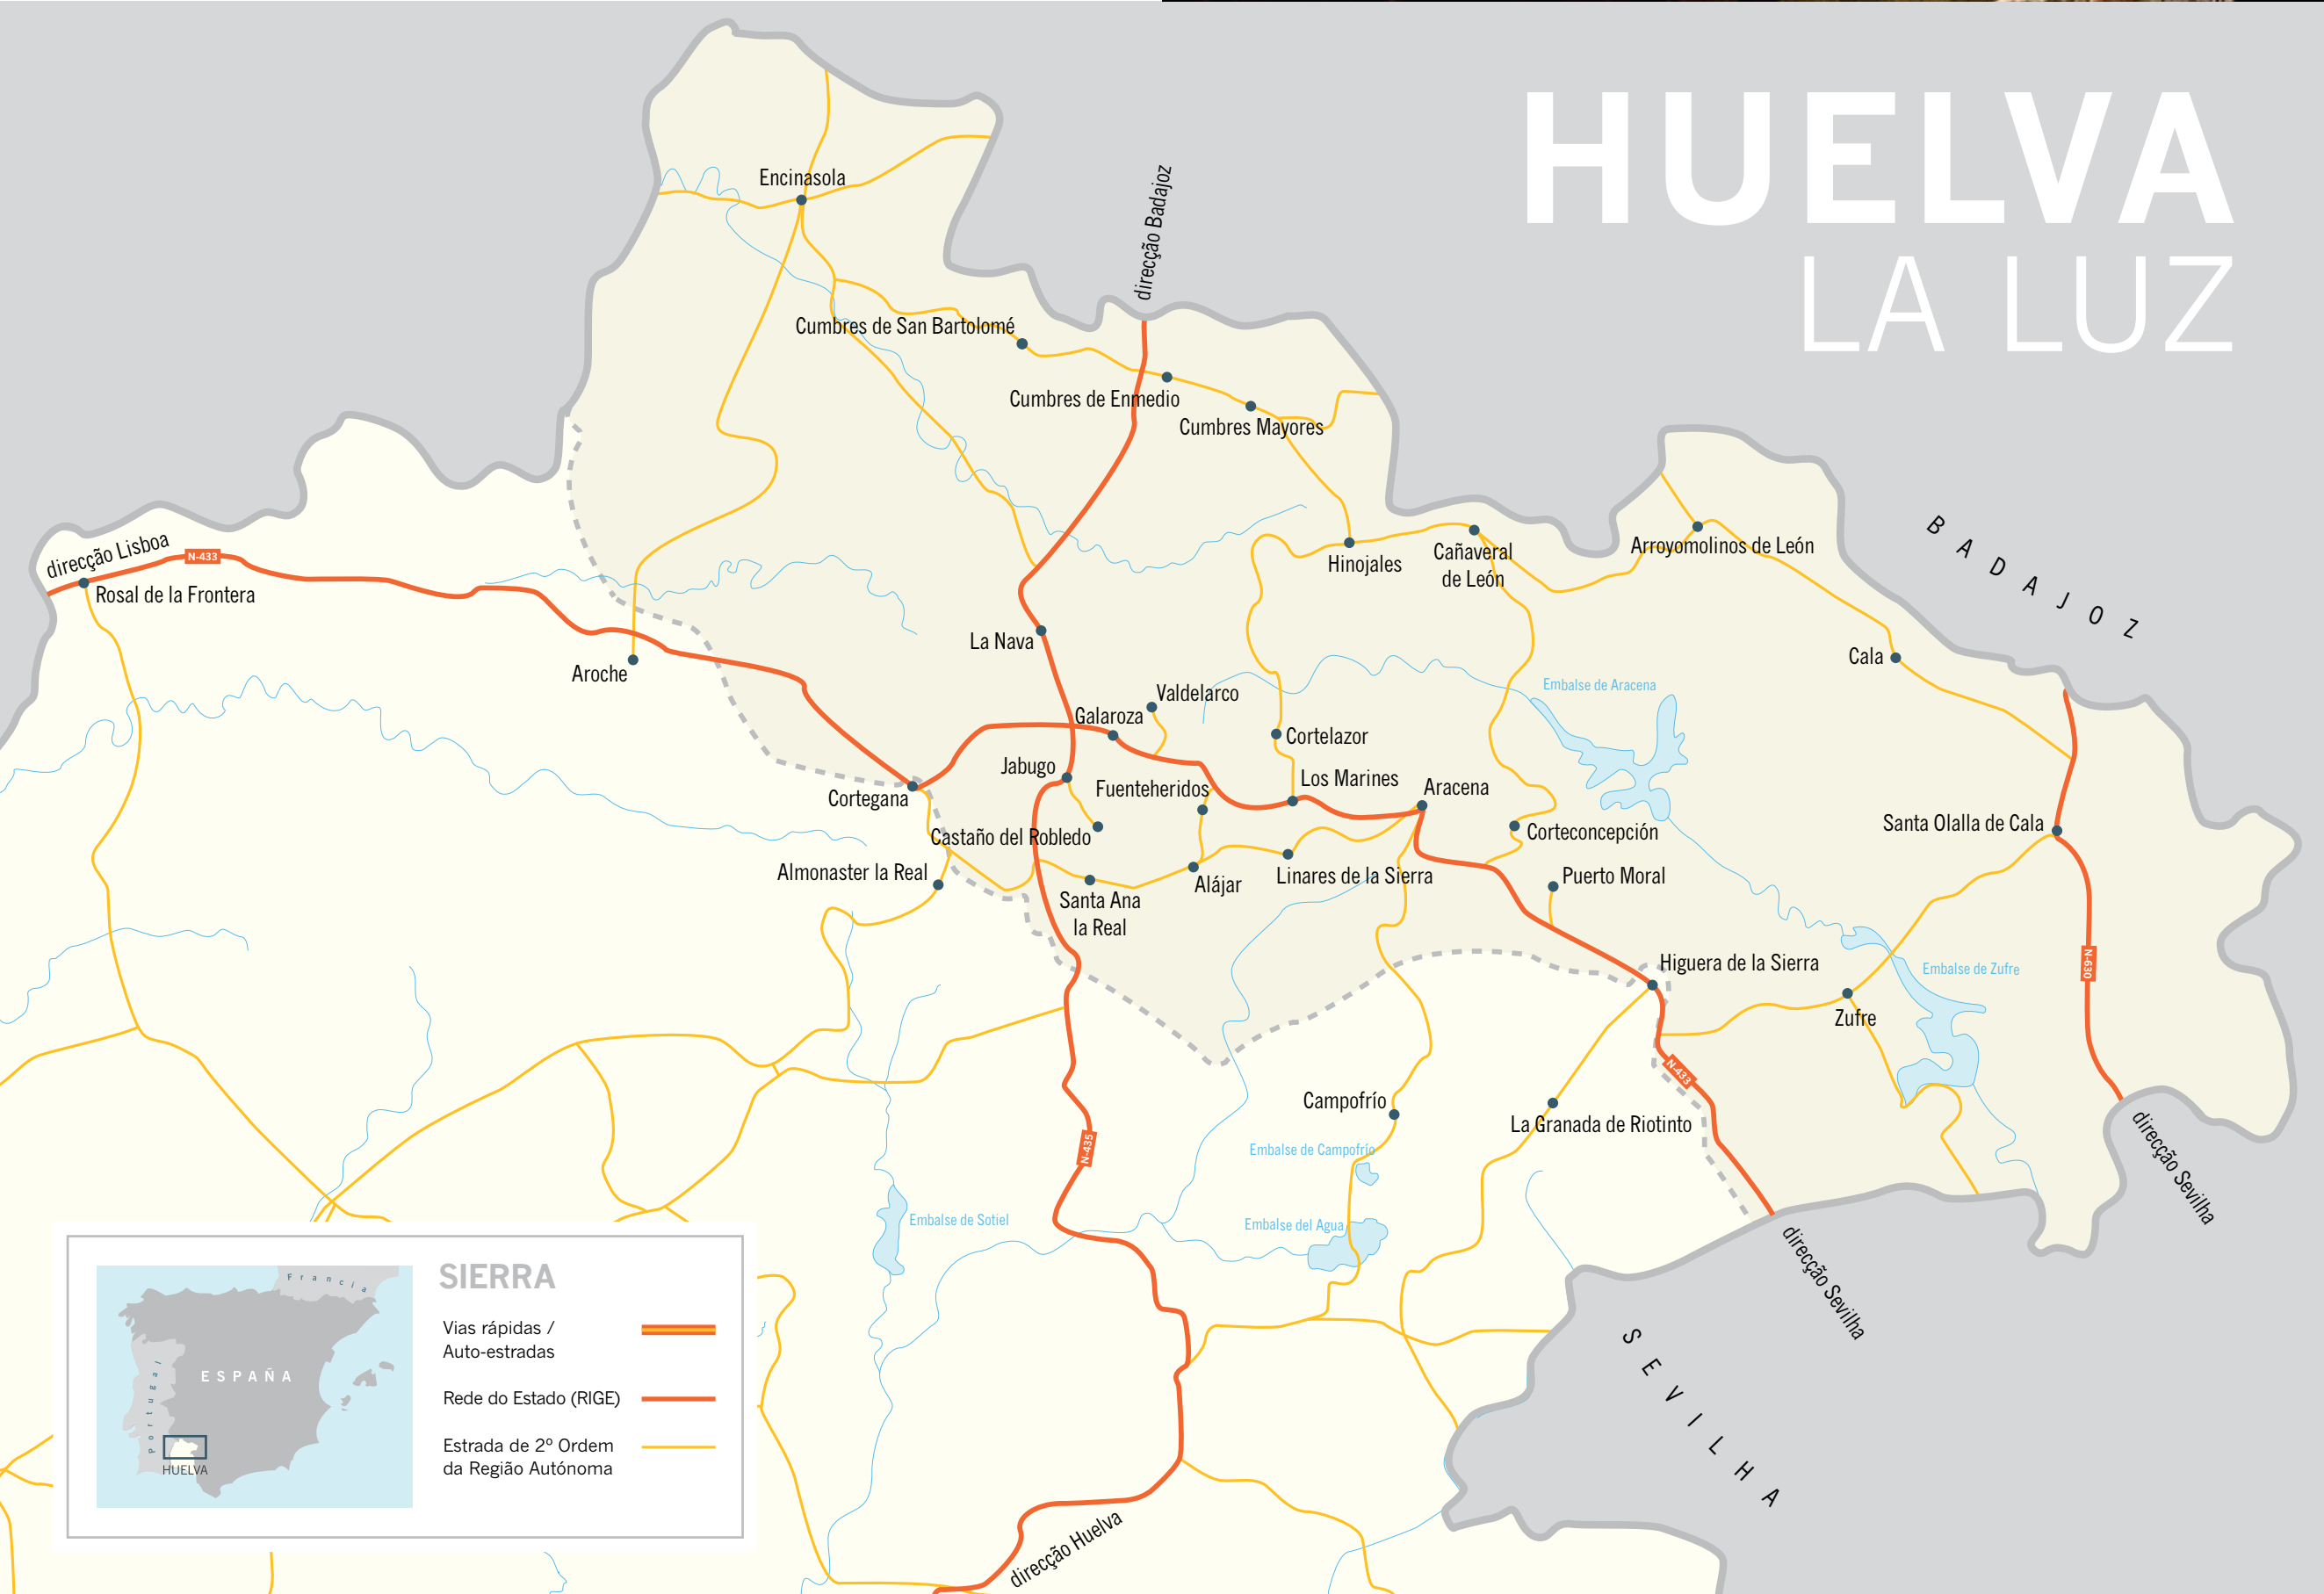 HUELVA
LA LUZ
Encinasola
direcção Badajoz
Cumbres de San Bartolomé
Cumbres de Enmedio
Cumbres Mayores
BADAJOZ
direcção Lisboa
N-433
Rosal de la Frontera
Hinojales
Cañaveral
de León
Arroyomolinos de León
La Nava
Aroche
Cala
Valdelarco
Embalse de Aracena
Galaroza
Cortelazor
Jabugo
Los Marines
Fuenteheridos
Aracena
Cortegana
Castaño del Robledo
Corteconcepción
Santa Olalla de Cala
Almonaster la Real
Alájar
Linares de la Sierra
Puerto Moral
Santa Ana
la Real
Higuera de la Sierra
Embalse de Zufre
N-630
Zufre
N-433
Campofrío
La Granada de Riotinto
N-435
Embalse de Campofrío
direcção Sevilha
Embalse de Sotiel
Embalse del Agua
direcção Sevilha
SEVILHA
direcção Huelva
SIERRA
Francia
Portugal
ESPAÑA
HUELVA
Vias rápidas /
Auto-estradas
Rede do Estado (RIGE)
Estrada de 2º Ordem
da Região Autónoma